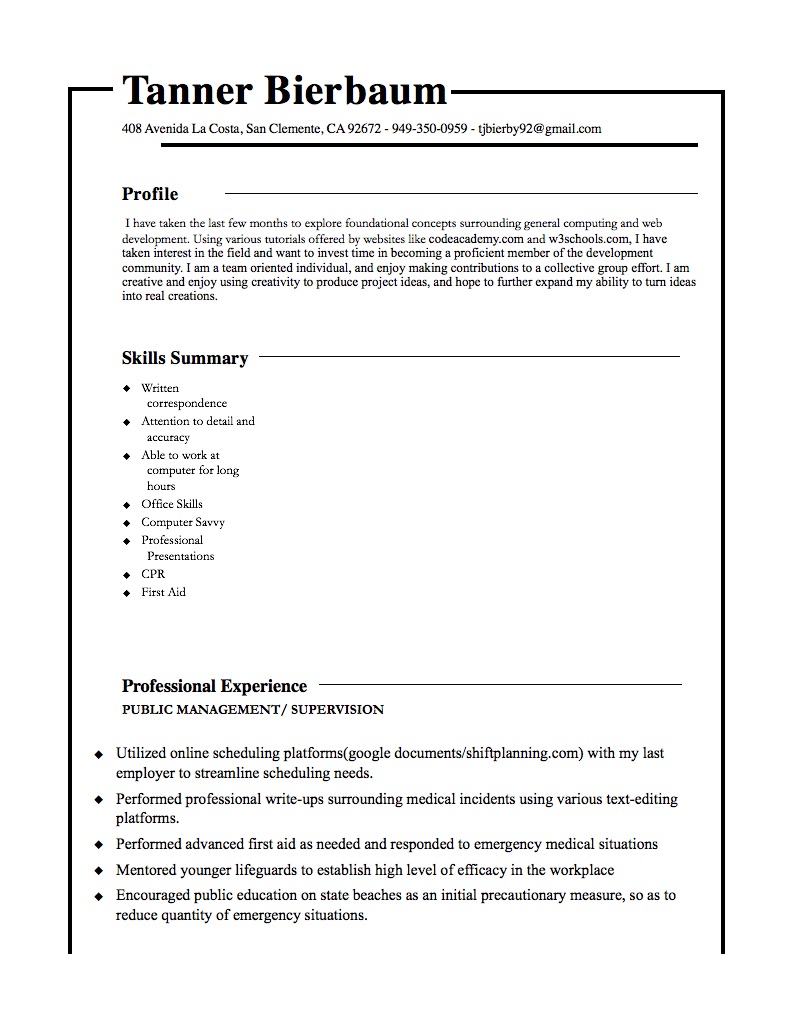 Tanner Bierbaum
408 Avenida La Costa, San Clemente, CA 92672 - 949-350-0959 - tjbierby92@gmail.com
Profile
I have taken the last few months to explore foundational concepts surrounding general computing and web
development. Using various tutorials offered by websites like codeacademy.com and w3schools.com, I have
taken interest in the field and want to invest time in becoming a proficient member of the development
community. I am a team oriented individual, and enjoy making contributions to a collective group effort. I am
creative and enjoy using creativity to produce project ideas, and hope to further expand my ability to turn ideas
into real creations.
Skills Summary
◆ Written
correspondence
◆ Attention to detail and
accuracy
◆ Able to work at
computer for long
hours
◆ Office Skills
◆ Computer Savvy
◆ Professional
Presentations
◆ CPR
◆ First Aid
Professional Experience
PUBLIC MANAGEMENT/ SUPERVISION
◆ Utilized online scheduling platforms(google documents/shiftplanning.com) with my last
employer to streamline scheduling needs.
◆ Performed professional write-ups surrounding medical incidents using various text-editing
platforms.
◆ Performed advanced first aid as needed and responded to emergency medical situations
◆ Mentored younger lifeguards to establish high level of efficacy in the workplace
◆ Encouraged public education on state beaches as an initial precautionary measure, so as to
reduce quantity of emergency situations.